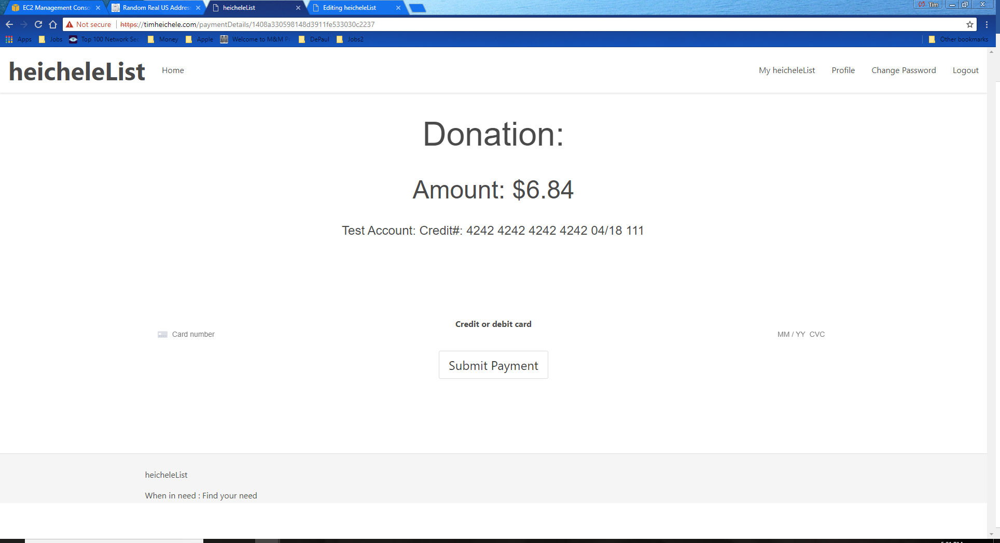 EC2 Management Conso
Random Real US Address
heicheleList
Editing heicheleList
Tim
Not secure
https://timheichele.com/paymentDetails/1408a330598148d3911fe533030c2237
Apps
Jobs
Top 100 Network Sec
Money
Apple
Welcome to M&M Pr
DePaul
Jobs2
Other bookmarks
heicheleList
Home
My heicheleList
Profile
Change Password
Logout
Donation:
Amount: $6.84
Test Account: Credit#: 4242 4242 4242 4242 04/18 111
Credit or debit card
Card number
MM / YY CVC
Submit Payment
heicheleList
When in need : Find your need